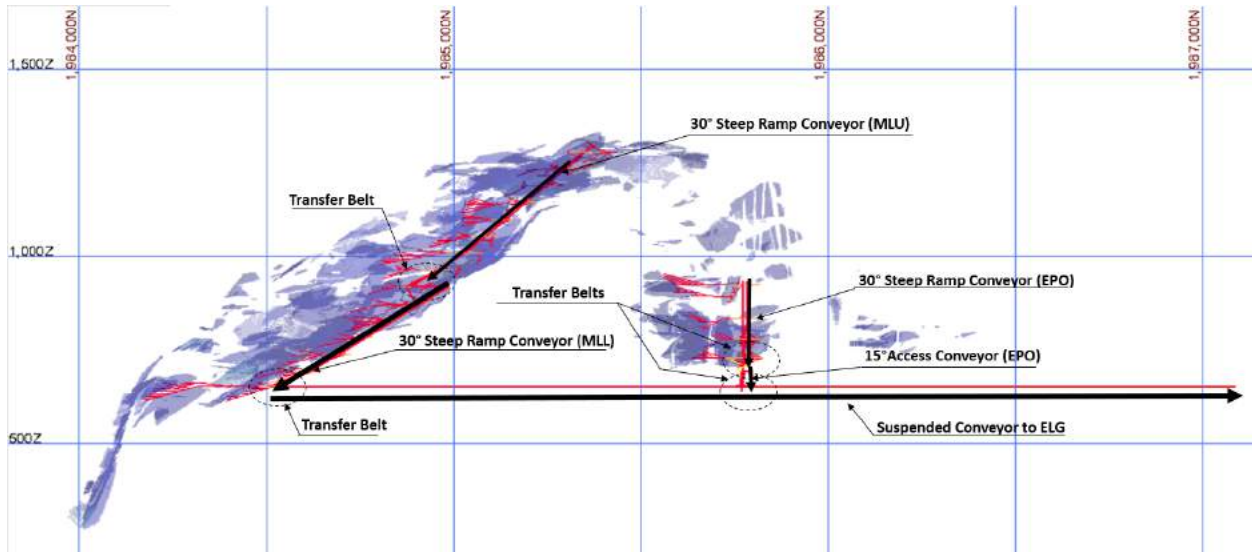 1,964,000N
1,985,000N
1,986,000N
1,987,000N
1,500Z
30° Steep Ramp Conveyor (MLU)
Transfer Belt
1,000Z
Transfer Belts
30° Steep Ramp Conveyor (EPO)
30° Steep Ramp Conveyor (MLL)
15°Access Conveyor (EPO)
Transfer Belt
Suspended Conveyor to ELG
500Z